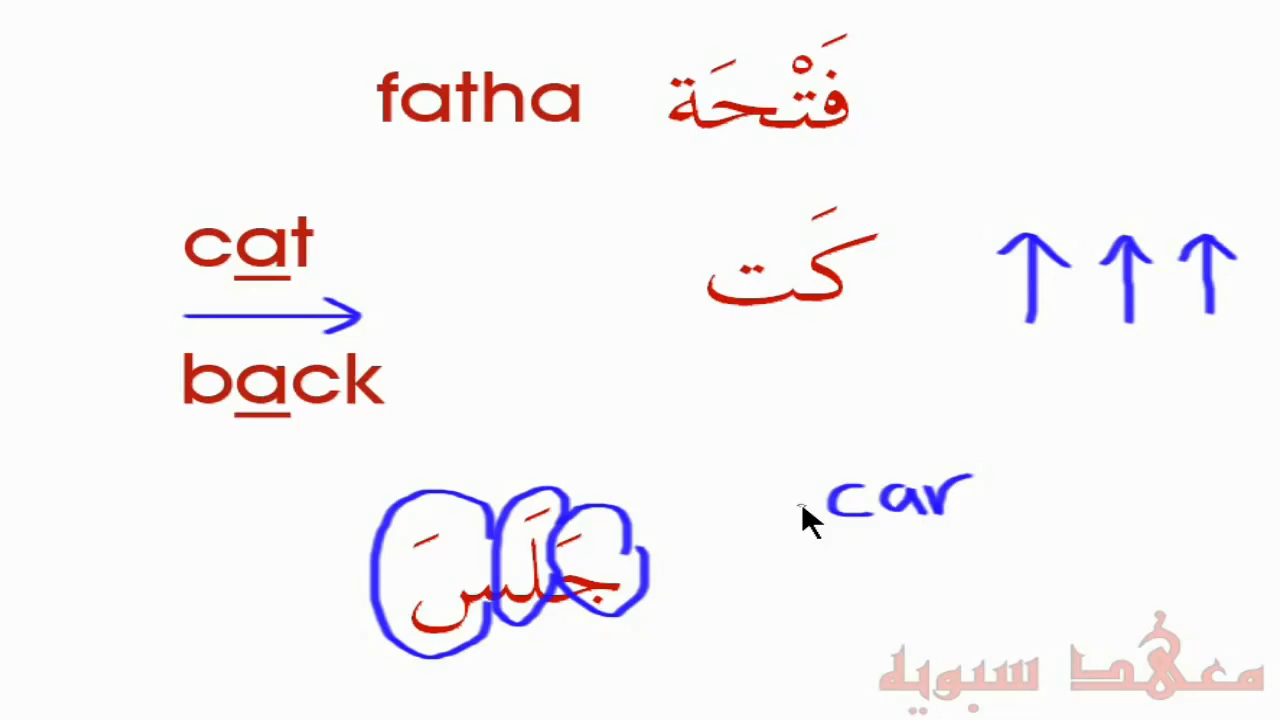 fatha فَتْحَة
cat كَت
back
car
جَلَسَ
معهد سيبويه